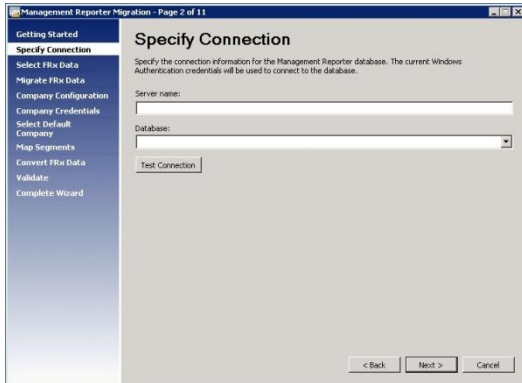 Management Reporter Migration - Page 2 of 11
Getting Started
Specify Connection
Select FRx Data
Migrate FRx Data
Company Configuration
Company Credentials
Select Default
Company
Map Segments
Convert FRx Data
Validate
Complete Wizard
Specify Connection
Specify the connection information for the Management Reporter database. The current Windows
Authentication credentials will be used to connect to the database.
Server name:
Database:
Test Connection
< Back
Next >
Cancel